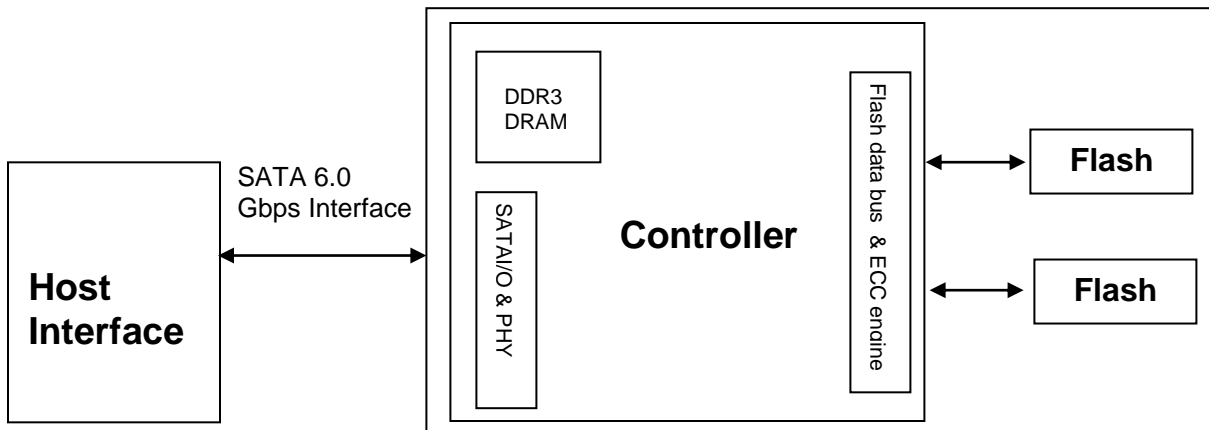 DDR3
DRAM
SATA 6.0
Gbps Interface
Host
Interface
SATAI/O & PHY
Controller
Flash data bus & ECC engine
Flash
Flash